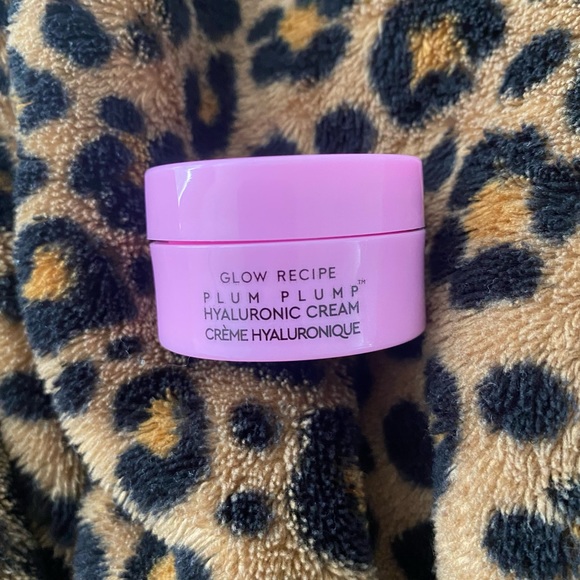 GLOW RECIPE
PLUM PLUMP™
HYALURONIC CREAM
CRÈME HYALURONIQUE